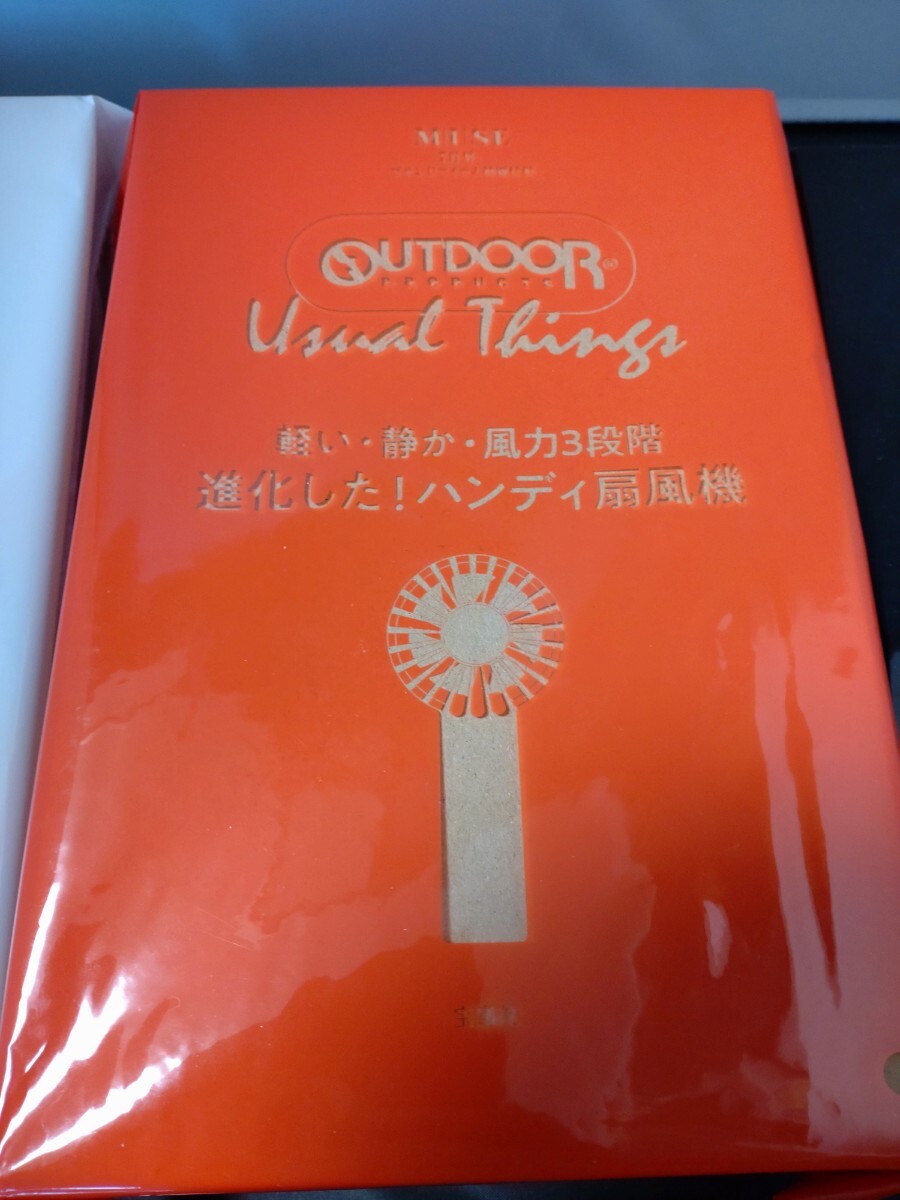 MUSE
OUTDOOR®
PRODUCTS
Usual Things
軽い・静か・風力3段階
進化した！ハンディ扇風機
宝島社